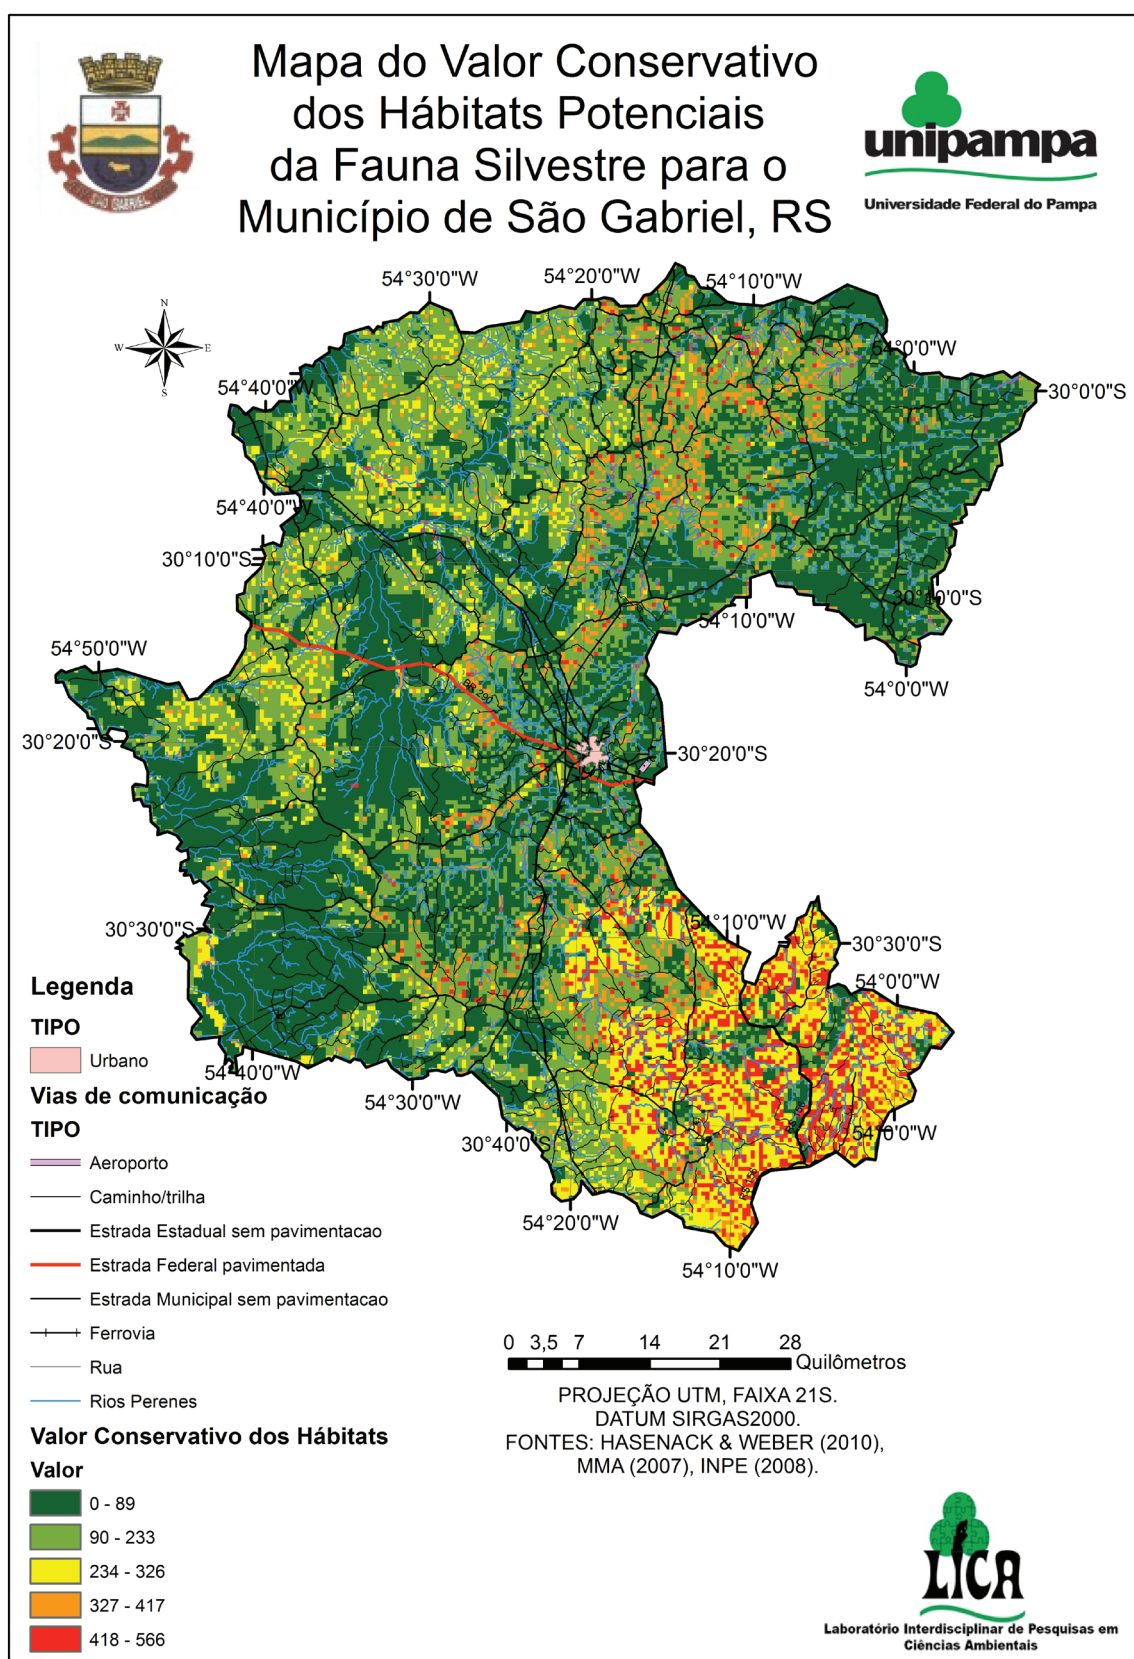 Mapa do Valor Conservativo
dos Hábitats Potenciais
da Fauna Silvestre para o
Município de São Gabriel, RS
SÃO GABRIEL
unipampa
Universidade Federal do Pampa
N
W
E
S
54°30'0"W
54°20'0"W
54°10'0"W
54°0'0"W
54°40'0"W
30°0'0"S
54°40'0"W
30°10'0"S
30°10'0"S
54°10'0"W
54°50'0"W
54°0'0"W
BR 290
30°20'0"S
30°20'0"S
30°30'0"S
54°10'0"W
30°30'0"S
54°0'0"W
54°40'0"W
54°30'0"W
30°40'0"S
54°0'0"W
54°20'0"W
54°10'0"W
Legenda
TIPO
Urbano
Vias de comunicação
TIPO
Aeroporto
Caminho/trilha
Estrada Estadual sem pavimentacao
Estrada Federal pavimentada
Estrada Municipal sem pavimentacao
Ferrovia
Rua
Rios Perenes
Valor Conservativo dos Hábitats
Valor
0 - 89
90 - 233
234 - 326
327 - 417
418 - 566
0 3,5 7 14 21 28
Quilômetros
PROJEÇÃO UTM, FAIXA 21S.
DATUM SIRGAS2000.
FONTES: HASENACK & WEBER (2010),
MMA (2007), INPE (2008).
LICA
Laboratório Interdisciplinar de Pesquisas em
Ciências Ambientais